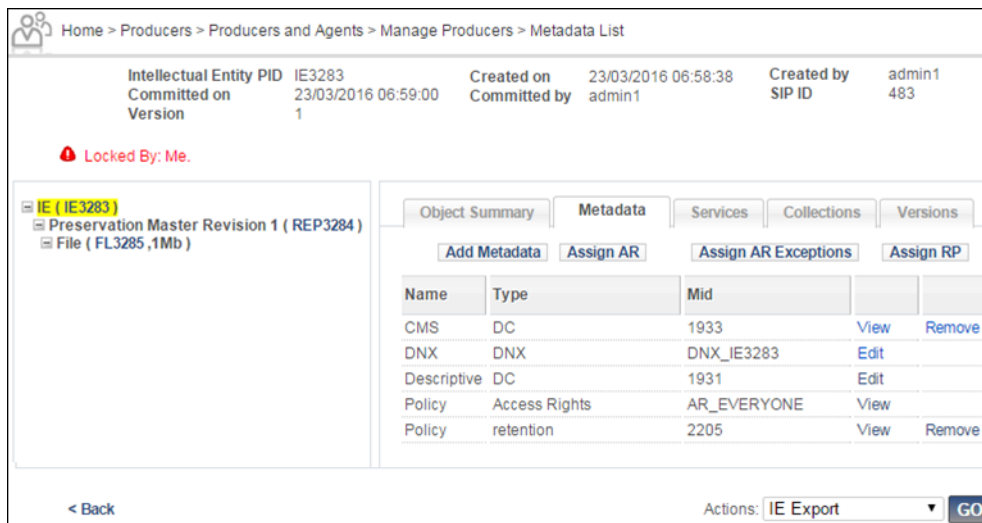 Home > Producers > Producers and Agents > Manage Producers > Metadata List
Intellectual Entity PID IE3283 Created on 23/03/2016 06:58:38 Created by admin1
Committed on 23/03/2016 06:59:00 Committed by admin1 SIP ID 483
Version 1
Locked By: Me.
IE ( IE3283 )
Preservation Master Revision 1 ( REP3284 )
File ( FL3285 ,1Mb )
Object Summary Metadata Services Collections Versions
Add Metadata Assign AR Assign AR Exceptions Assign RP
Name Type Mid
CMS DC 1933 View Remove
DNX DNX DNX_IE3283 Edit
Descriptive DC 1931 Edit
Policy Access Rights AR_EVERYONE View
Policy retention 2205 View Remove
< Back Actions: IE Export GO